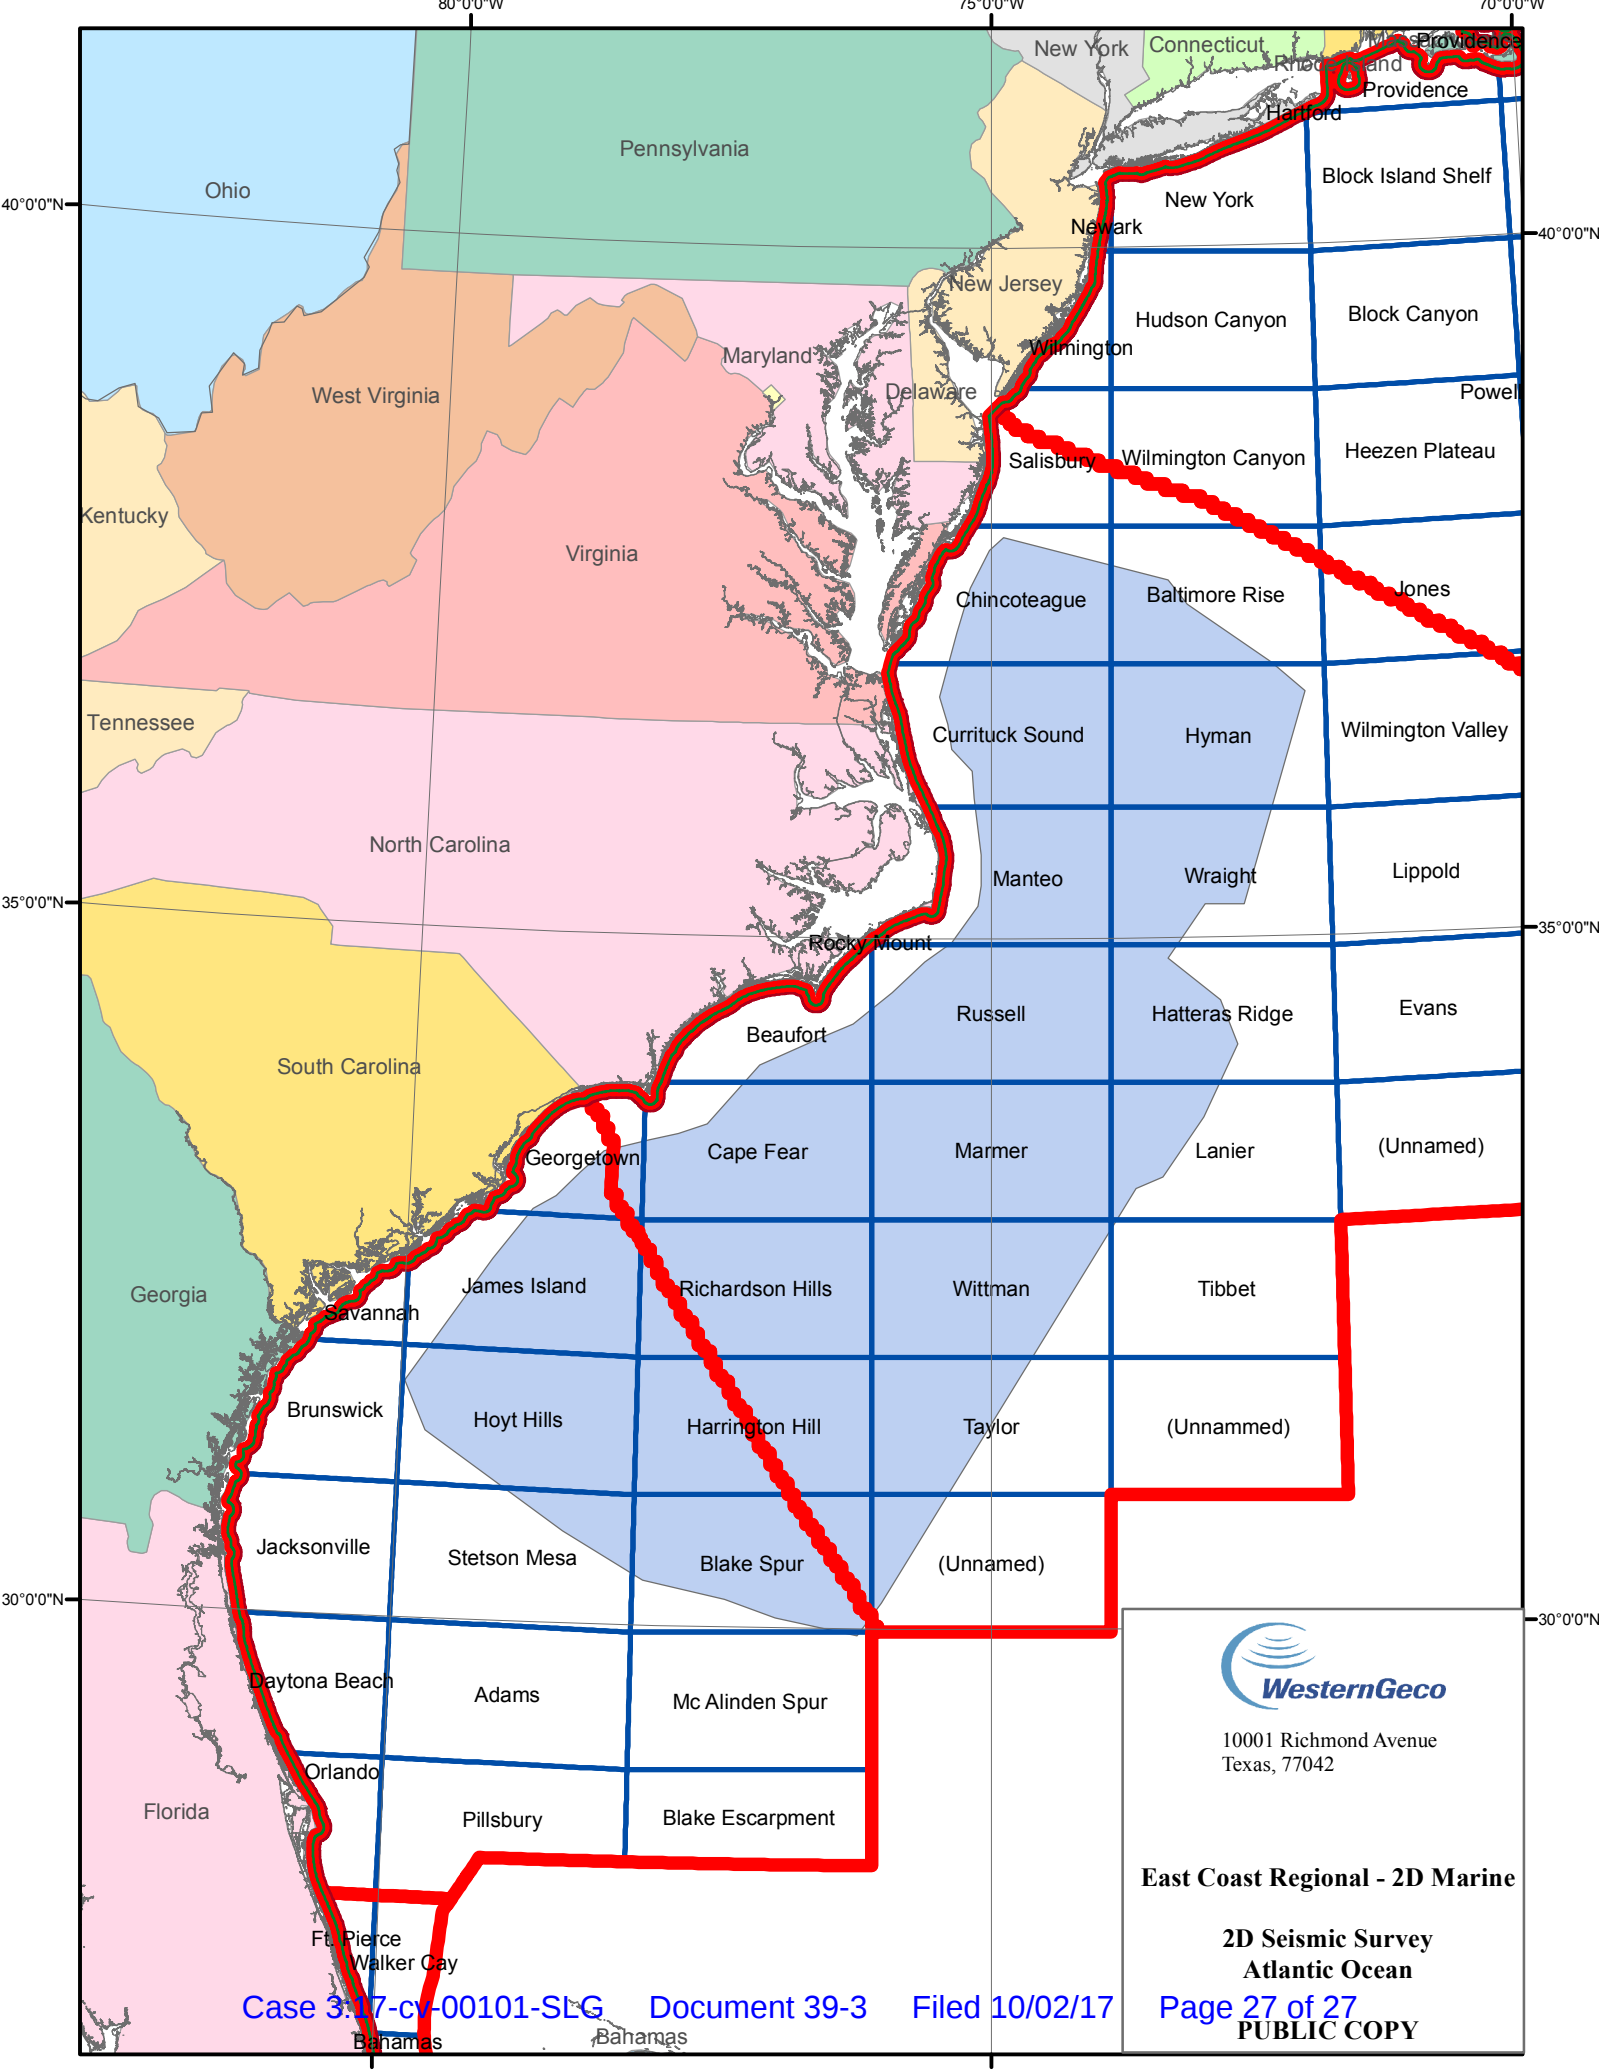 80°0'0"W
75°0'0"W
70°0'0"W
New York
Connecticut
Providence
Rhode Island
Providence
Hartford
Pennsylvania
Block Island Shelf
Ohio
New York
40°0'0"N
Newark
40°0'0"N
New Jersey
Hudson Canyon
Block Canyon
Wilmington
Maryland
West Virginia
Delaware
Powell
Salisbury
Wilmington Canyon
Heezen Plateau
Kentucky
Virginia
Chincoteague
Baltimore Rise
Jones
Tennessee
Currituck Sound
Hyman
Wilmington Valley
North Carolina
Manteo
Wraight
Lippold
35°0'0"N
35°0'0"N
Rocky Mount
Russell
Hatteras Ridge
Evans
Beaufort
South Carolina
Georgetown
Cape Fear
Marmer
Lanier
(Unnamed)
Georgia
James Island
Richardson Hills
Wittman
Tibbet
Savannah
Brunswick
Hoyt Hills
Harrington Hill
Taylor
(Unnammed)
Jacksonville
Stetson Mesa
Blake Spur
(Unnamed)
30°0'0"N
30°0'0"N
Daytona Beach
Adams
Mc Alinden Spur
WesternGeco
10001 Richmond Avenue
Texas, 77042
Orlando
Florida
Pillsbury
Blake Escarpment
East Coast Regional - 2D Marine
Ft. Pierce
2D Seismic Survey
Walker Cay
Atlantic Ocean
Case 3:17-cv-00101-SLG Document 39-3 Filed 10/02/17 Page 27 of 27
PUBLIC COPY
Bahamas
Bahamas